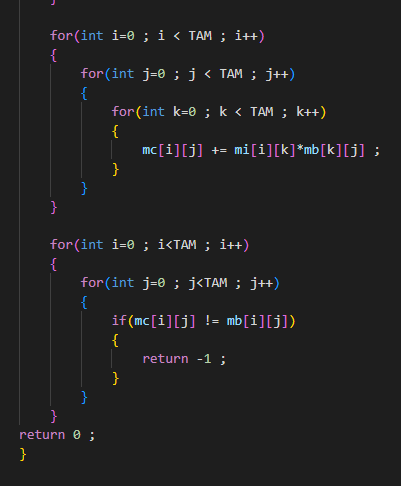 }
for(int i=0 ; i < TAM ; i++)
{
for(int j=0 ; j < TAM ; j++)
{
for(int k=0 ; k < TAM ; k++)
{
mc[i][j] += mi[i][k]*mb[k][j] ;
}
}
}
for(int i=0 ; i<TAM ; i++)
{
for(int j=0 ; j<TAM ; j++)
{
if(mc[i][j] != mb[i][j])
{
return -1 ;
}
}
}
return 0 ;
}